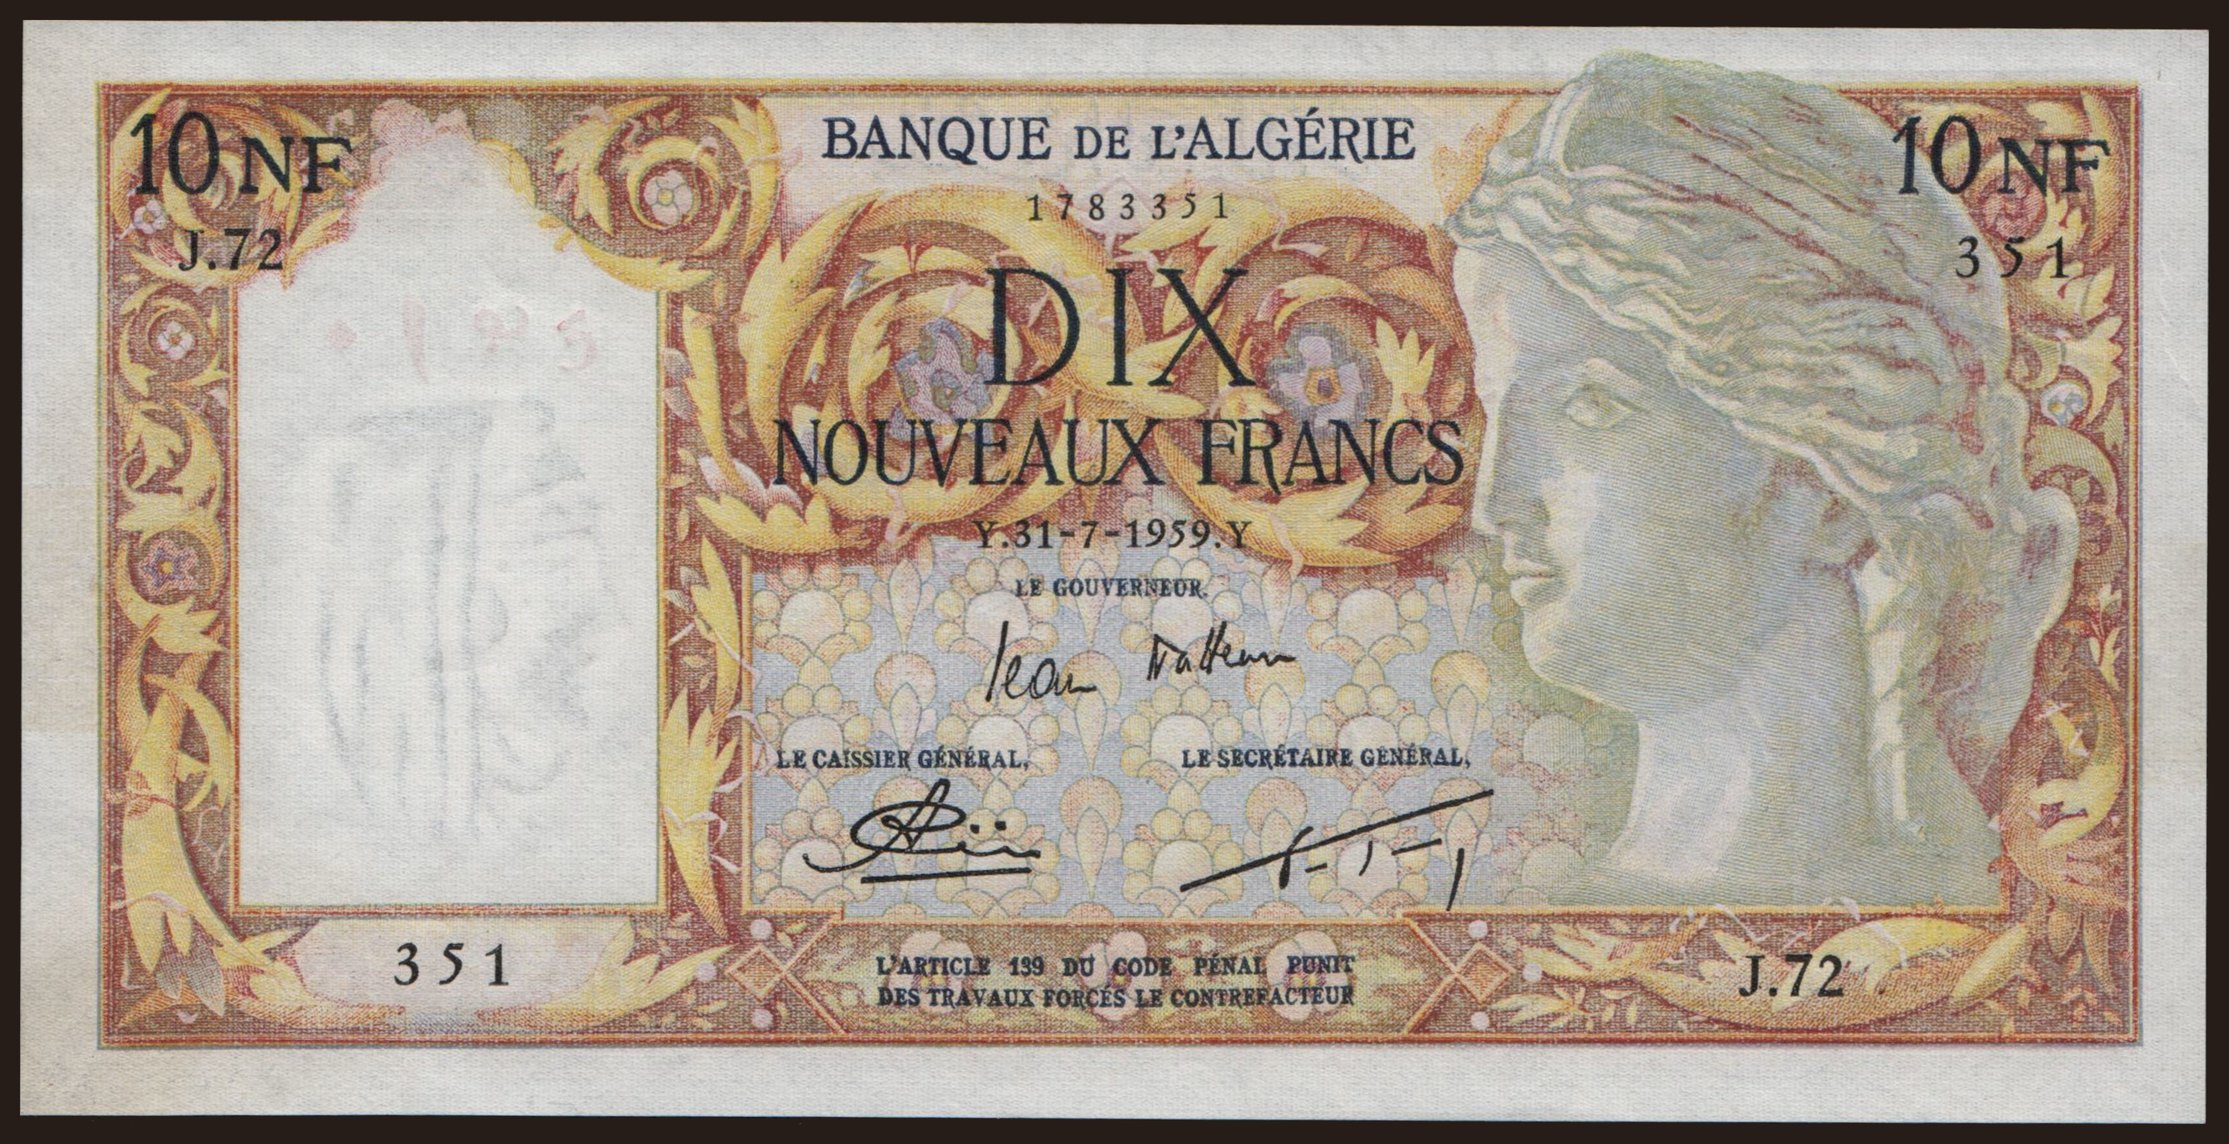 BANQUE DE L'ALGÉRIE
10 NF
10 NF
1783351
J.72
351
DIX
NOUVEAUX FRANCS
Y.31-7-1959.Y
LE GOUVERNEUR.
LE CAISSIER GÉNÉRAL,
LE SECRÉTAIRE GÉNÉRAL,
351
L'ARTICLE 139 DU CODE PÉNAL PUNIT
DES TRAVAUX FORCÉS LE CONTREFACTEUR
J.72